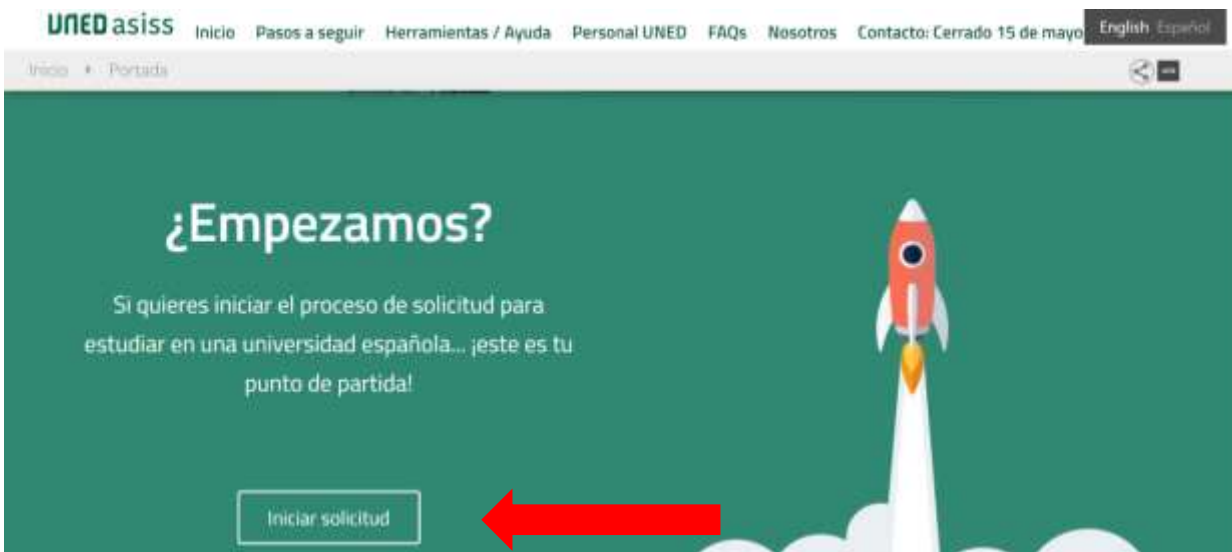 UNED asiss Inicio Pasos a seguir Herramientas / Ayuda Personal UNED FAQs Nosotros Contacto: Cerrado 15 de mayo English Español
Inicio Portada
¿Empezamos?
Si quieres iniciar el proceso de solicitud para
estudiar en una universidad española... ¡este es tu
punto de partida!
Iniciar solicitud